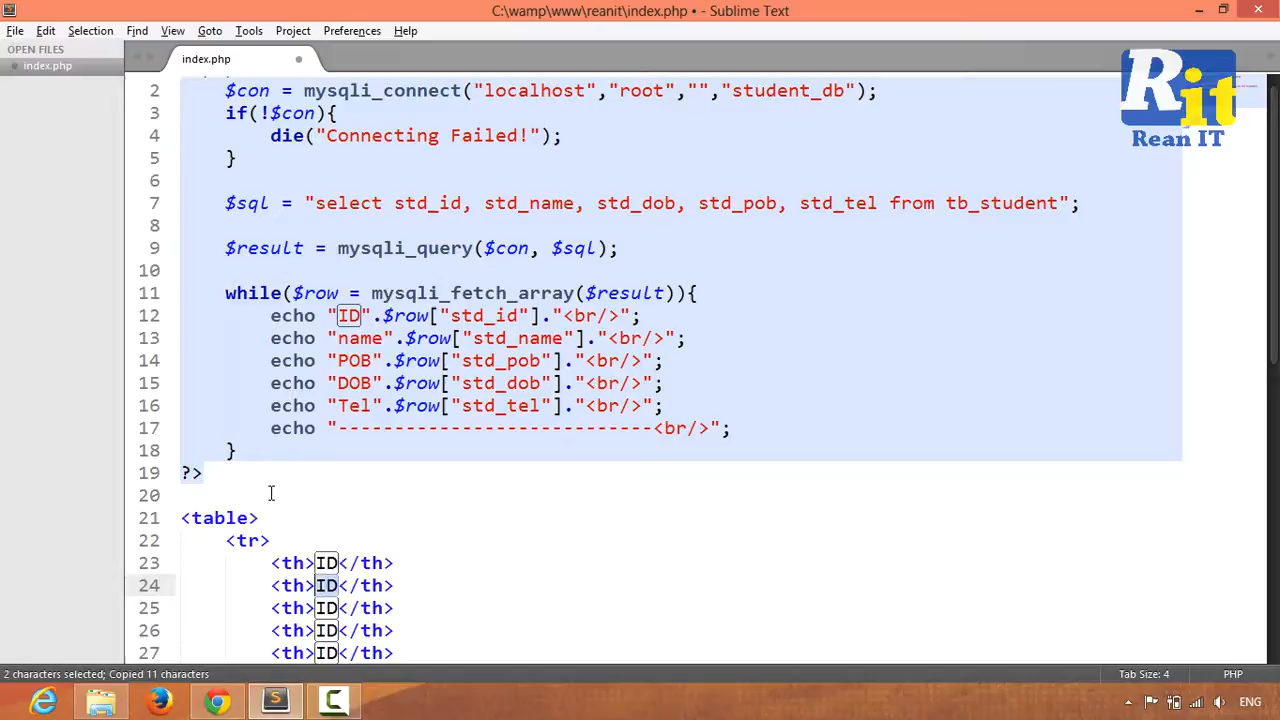 C:\wamp\www\reanit\index.php • - Sublime Text
File Edit Selection Find View Goto Tools Project Preferences Help
OPEN FILES
index.php
index.php
Rit
Rean IT
2 $con = mysqli_connect("localhost","root","","student_db");
3 if(!$con){
4 die("Connecting Failed!");
5 }
6
7 $sql = "select std_id, std_name, std_dob, std_pob, std_tel from tb_student";
8
9 $result = mysqli_query($con, $sql);
10
11 while($row = mysqli_fetch_array($result)){
12 echo "ID".$row["std_id"]."<br/>";
13 echo "name".$row["std_name"]."<br/>";
14 echo "POB".$row["std_pob"]."<br/>";
15 echo "DOB".$row["std_dob"]."<br/>";
16 echo "Tel".$row["std_tel"]."<br/>";
17 echo "----------------------------<br/>";
18 }
19 ?>
20
21 <table>
22 <tr>
23 <th>ID</th>
24 <th>ID</th>
25 <th>ID</th>
26 <th>ID</th>
27 <th>ID</th>
2 characters selected; Copied 11 characters
Tab Size: 4
PHP
ENG